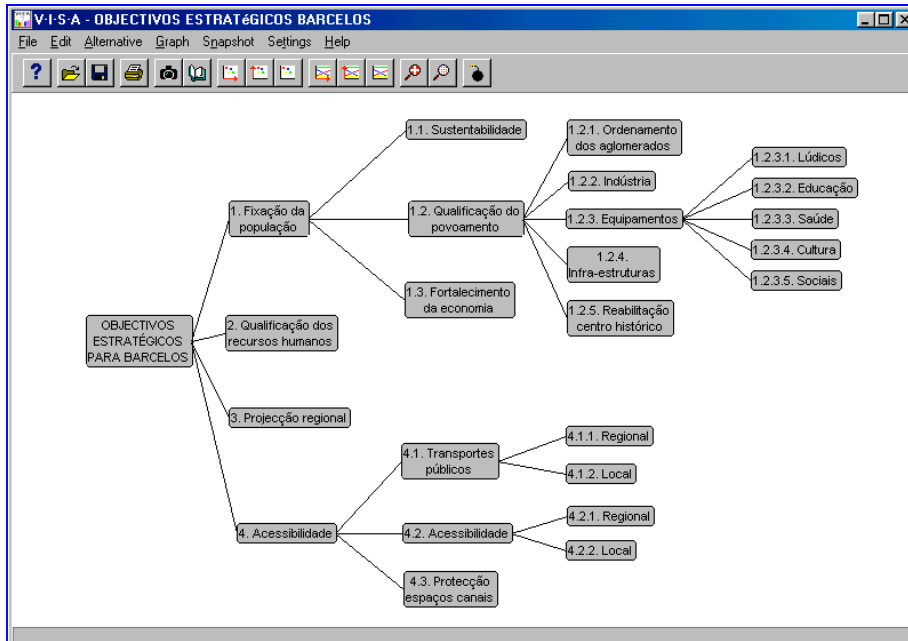 V·I·S·A - OBJECTIVOS ESTRATéGICOS BARCELOS
File Edit Alternative Graph Snapshot Settings Help
1.1. Sustentabilidade
1.2.1. Ordenamento
dos aglomerados
1.2.3.1. Lúdicos
1.2.2. Indústria
1.2.3.2. Educação
1. Fixação da
população
1.2. Qualificação do
povoamento
1.2.3. Equipamentos
1.2.3.3. Saúde
1.2.4.
Infra-estruturas
1.2.3.4. Cultura
1.2.3.5. Sociais
1.3. Fortalecimento
da economia
1.2.5. Reabilitação
centro histórico
OBJECTIVOS
ESTRATÉGICOS
PARA BARCELOS
2. Qualificação dos
recursos humanos
3. Projecção regional
4.1. Transportes
públicos
4.1.1. Regional
4.1.2. Local
4. Acessibilidade
4.2. Acessibilidade
4.2.1. Regional
4.2.2. Local
4.3. Protecção
espaços canais